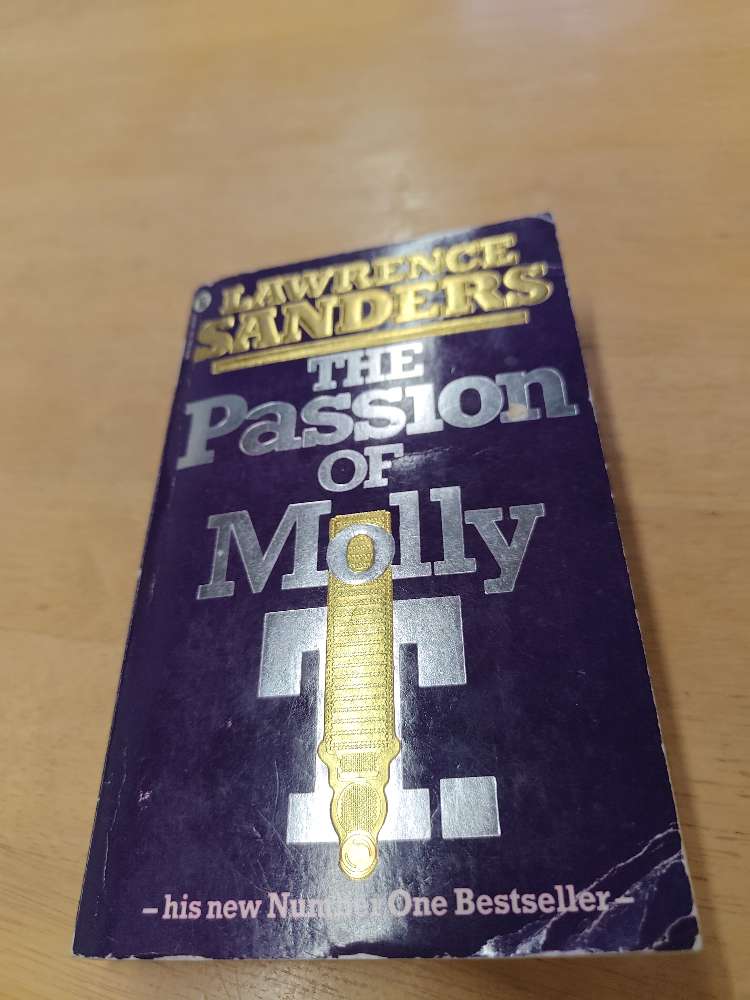 LAWRENCE
SANDERS
THE
Passion
OF
Molly
T.
– his new Number One Bestseller –